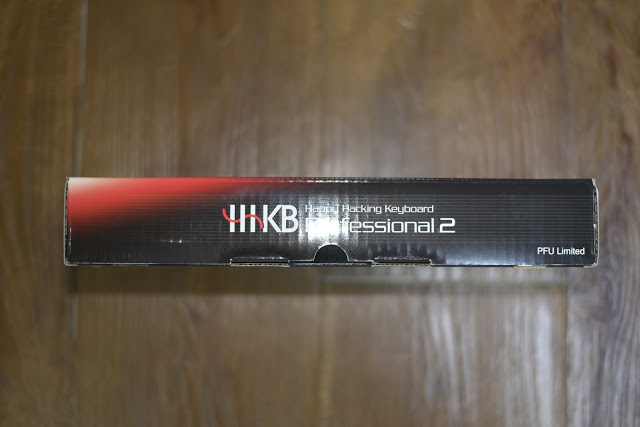 HHKB
Happy Hacking Keyboard
Professional 2
PFU Limited